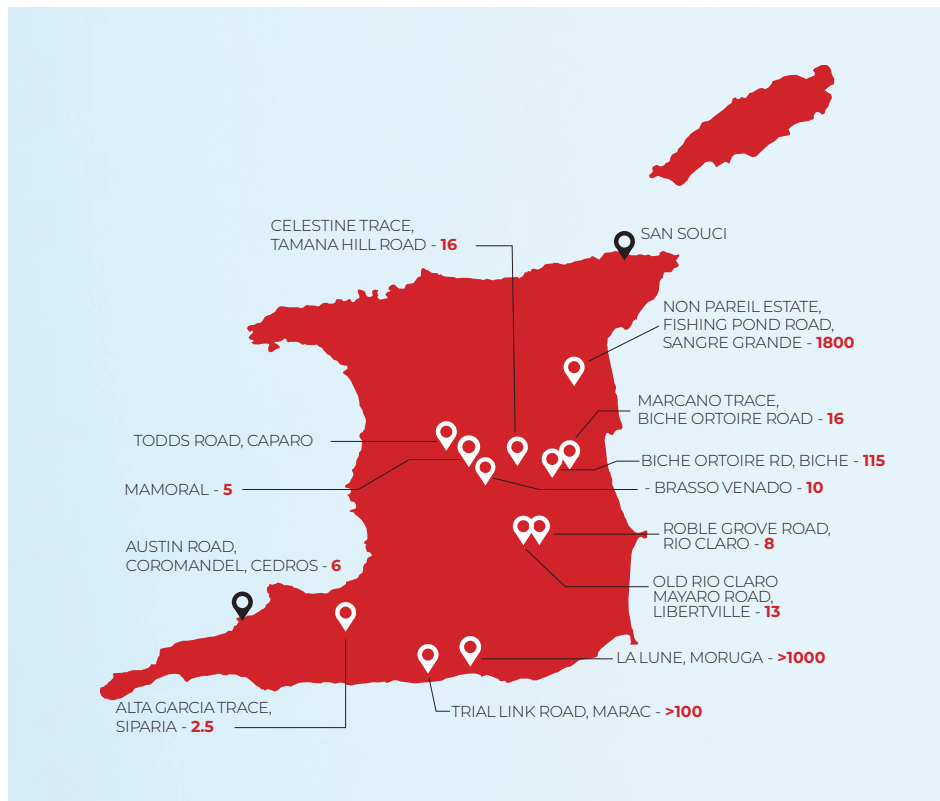 CELESTINE TRACE,
TAMANA HILL ROAD - 16
SAN SOUCI
NON PAREIL ESTATE,
FISHING POND ROAD,
SANGRE GRANDE - 1800
MARCANO TRACE,
BICHE ORTOIRE ROAD - 16
TODDS ROAD, CAPARO
BICHE ORTOIRE RD, BICHE - 115
MAMORAL - 5
- BRASSO VENADO - 10
ROBLE GROVE ROAD,
RIO CLARO - 8
AUSTIN ROAD,
COROMANDEL, CEDROS - 6
OLD RIO CLARO
MAYARO ROAD,
LIBERTVILLE - 13
LA LUNE, MORUGA - >1000
ALTA GARCIA TRACE,
SIPARIA - 2.5
TRIAL LINK ROAD, MARAC - >100